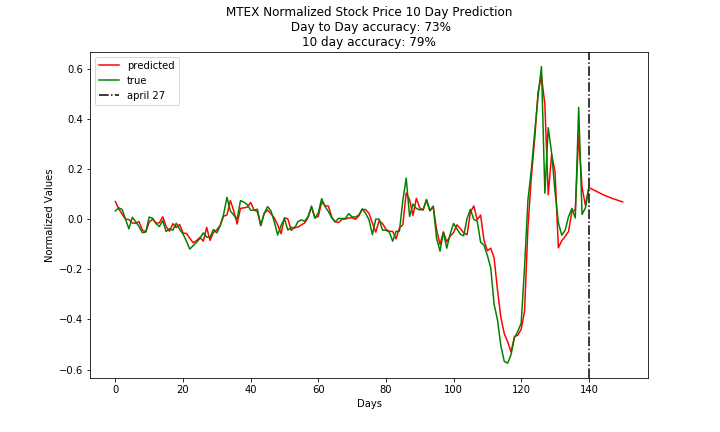 MTEX Normalized Stock Price 10 Day Prediction
Day to Day accuracy: 73%
10 day accuracy: 79%
predicted
true
april 27
Normalized Values
0.6
0.4
0.2
0.0
−0.2
−0.4
−0.6
0 20 40 60 80 100 120 140
Days